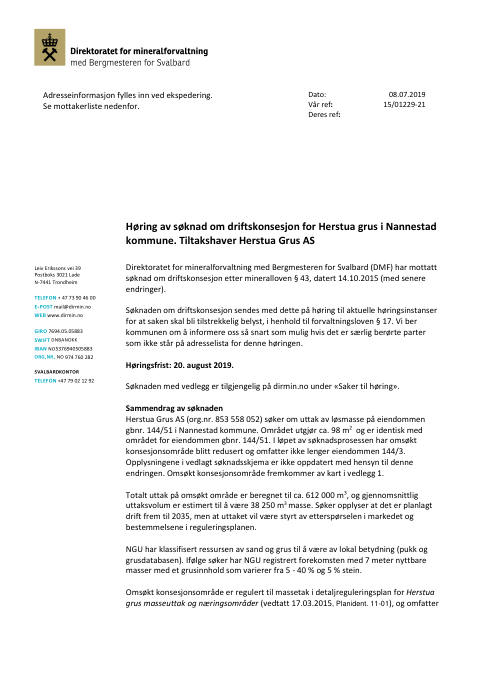 Direktoratet for mineralforvaltning
med Bergmesteren for Svalbard
Adresseinformasjon fylles inn ved ekspedering.
Se mottakerliste nedenfor.
Dato: 08.07.2019
Vår ref: 15/01229-21
Deres ref:
Høring av søknad om driftskonsesjon for Herstua grus i Nannestad
kommune. Tiltakshaver Herstua Grus AS
Leiv Erikssons vei 39
Postboks 3021 Lade
N-7441 Trondheim
TELEFON + 47 73 90 46 00
E-POST mail@dirmin.no
WEB www.dirmin.no
GIRO 7694.05.05883
SWIFT DNBANOKK
IBAN NO5376940505883
ORG.NR. NO 974 760 282
SVALBARDKONTOR
TELEFON +47 79 02 12 92
Direktoratet for mineralforvaltning med Bergmesteren for Svalbard (DMF) har mottatt
søknad om driftskonsesjon etter mineralloven § 43, datert 14.10.2015 (med senere
endringer).
Søknaden om driftskonsesjon sendes med dette på høring til aktuelle høringsinstanser
for at saken skal bli tilstrekkelig belyst, i henhold til forvaltningsloven § 17. Vi ber
kommunen om å informere oss så snart som mulig hvis det er særlig berørte parter
som ikke står på adresselista for denne høringen.
Høringsfrist: 20. august 2019.
Søknaden med vedlegg er tilgjengelig på dirmin.no under «Saker til høring».
Sammendrag av søknaden
Herstua Grus AS (org.nr. 853 558 052) søker om uttak av løsmasse på eiendommen
gbnr. 144/51 i Nannestad kommune. Området utgjør ca. 98 m² og er identisk med
området for eiendommen gbnr. 144/51. I løpet av søknadsprosessen har omsøkt
konsesjonsområde blitt redusert og omfatter ikke lenger eiendommen 144/3.
Opplysningene i vedlagt søknadsskjema er ikke oppdatert med hensyn til denne
endringen. Omsøkt konsesjonsområde fremkommer av kart i vedlegg 1.
Totalt uttak på omsøkt område er beregnet til ca. 612 000 m³, og gjennomsnittlig
uttaksvolum er estimert til å være 38 250 m³ masse. Søker opplyser at det er planlagt
drift frem til 2035, men at uttaket vil være styrt av etterspørselen i markedet og
bestemmelsene i reguleringsplanen.
NGU har klassifisert ressursen av sand og grus til å være av lokal betydning (pukk og
grusdatabasen). Ifølge søker har NGU registrert forekomsten med 7 meter nyttbare
masser med et grusinnhold som varierer fra 5 - 40 % og 5 % stein.
Omsøkt konsesjonsområde er regulert til massetak i detaljreguleringsplan for Herstua
grus masseuttak og næringsområder (vedtatt 17.03.2015, Planident. 11-01), og omfatter